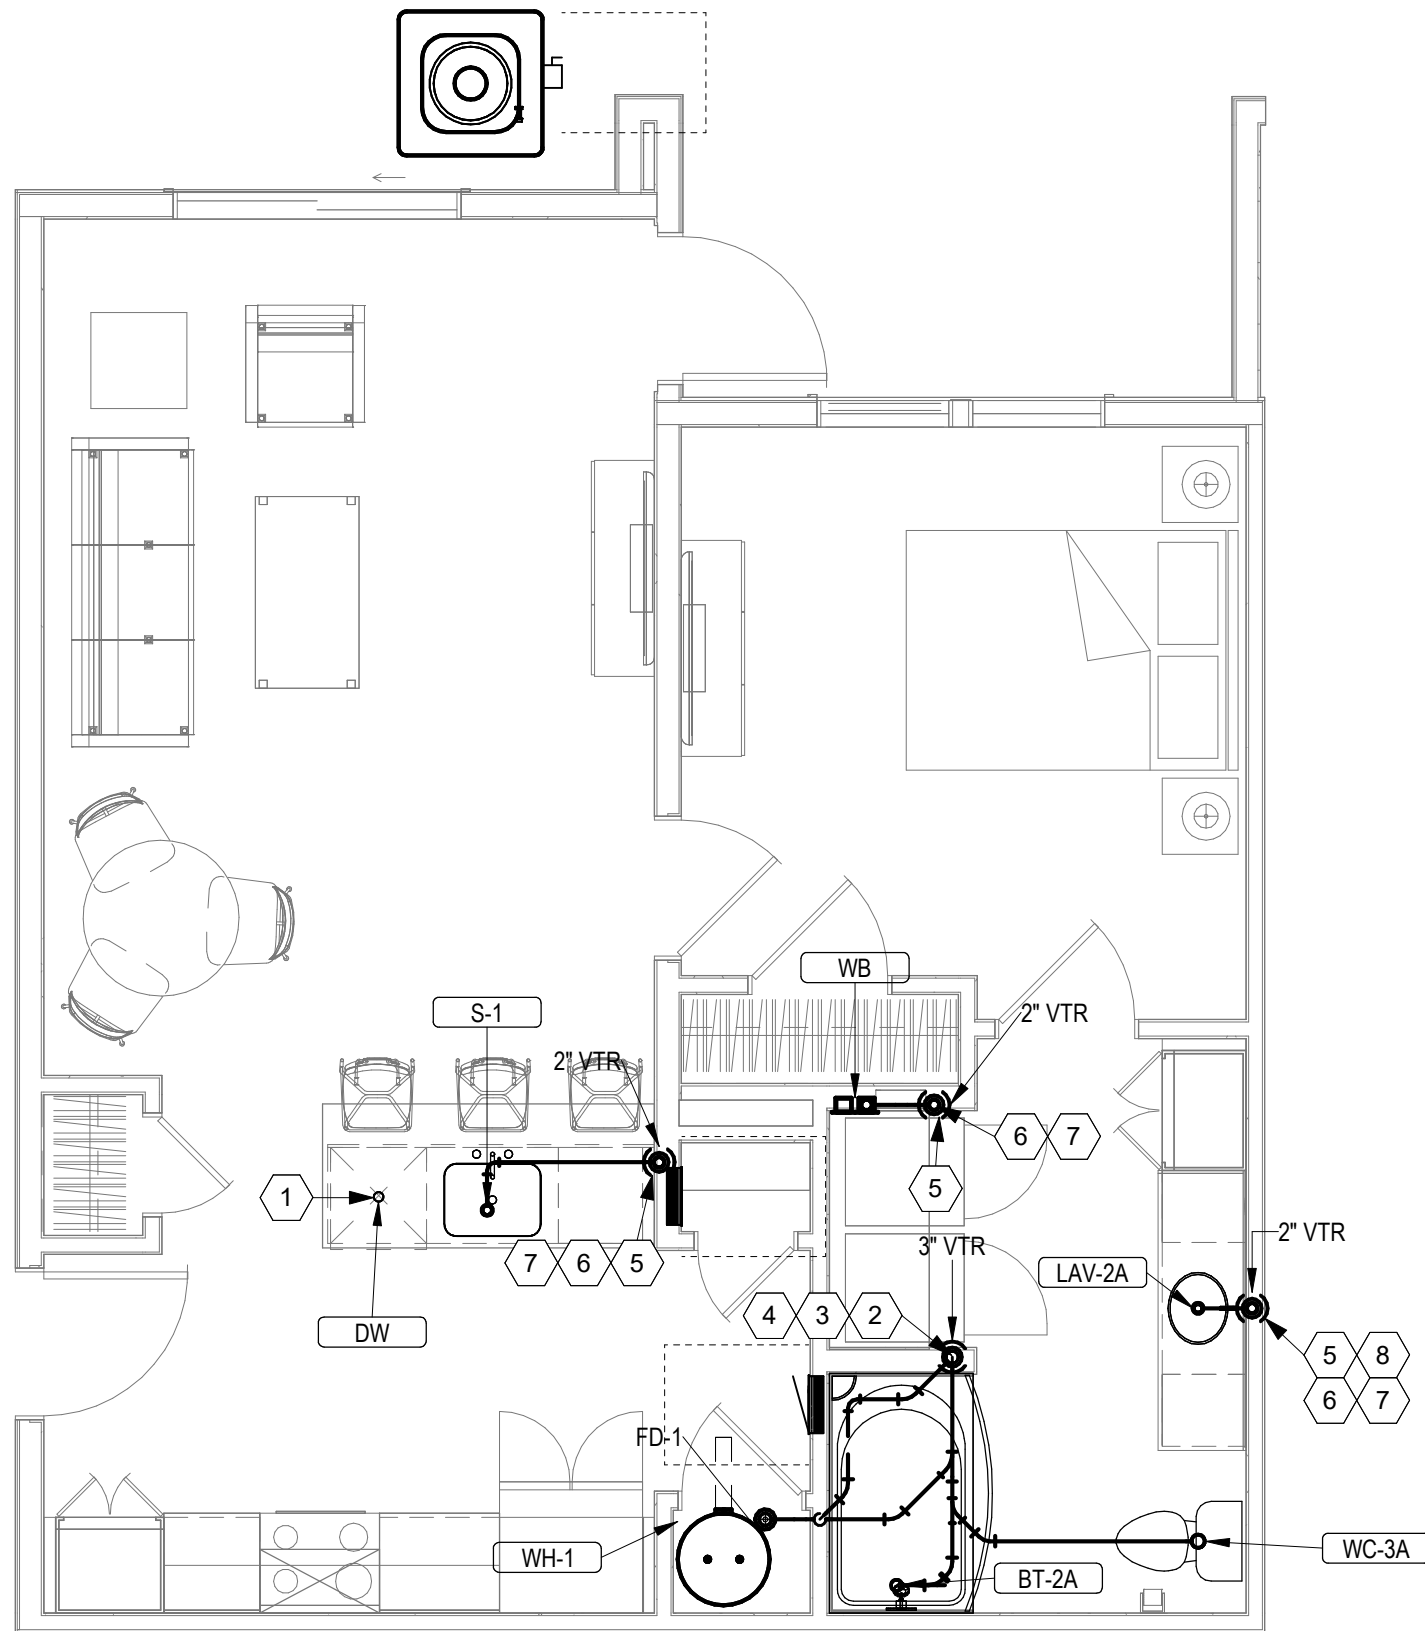 WB
S-1
2" VTR
2" VTR
6 7
1
5
2" VTR
3" VTR
7 6 5
LAV-2A
4 3 2
DW
5 8
6 7
FD-1
WH-1
WC-3A
BT-2A